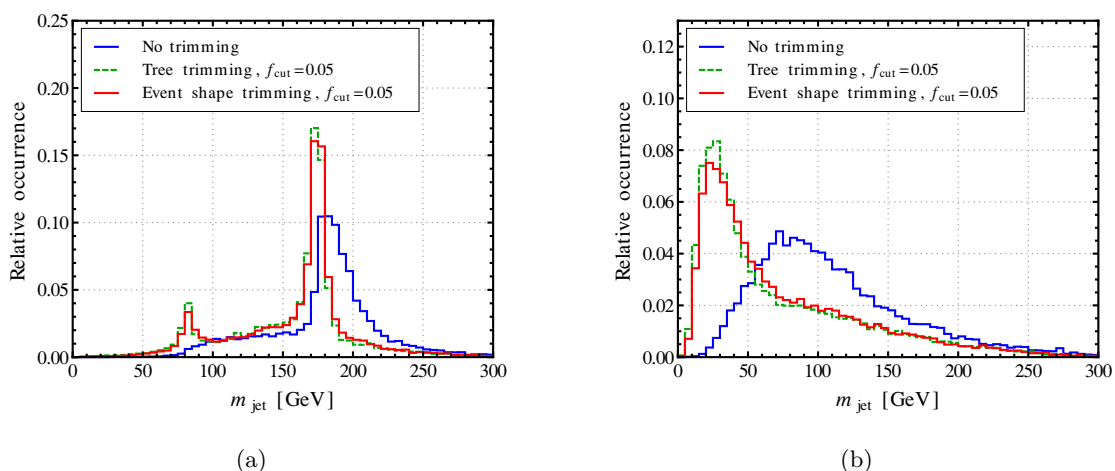 0.25
0.20
0.15
0.10
0.05
0.00
Relative occurrence
No trimming
Tree trimming , f_cut=0.05
Event shape trimming , f_cut=0.05
0 50 100 150 200 250 300
m_jet [GeV]
(a)
0.12
0.10
0.08
0.06
0.04
0.02
0.00
Relative occurrence
No trimming
Tree trimming , f_cut=0.05
Event shape trimming , f_cut=0.05
0 50 100 150 200 250 300
m_jet [GeV]
(b)